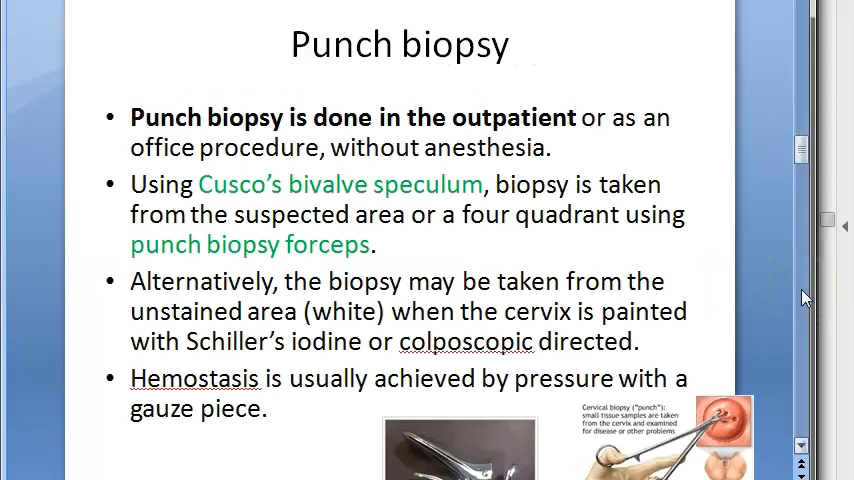 Punch biopsy
• Punch biopsy is done in the outpatient or as an
office procedure, without anesthesia.
• Using Cusco's bivalve speculum, biopsy is taken
from the suspected area or a four quadrant using
punch biopsy forceps.
• Alternatively, the biopsy may be taken from the
unstained area (white) when the cervix is painted
with Schiller's iodine or colposcopic directed.
• Hemostasis is usually achieved by pressure with a
gauze piece.
Cervical biopsy ("punch"):
small tissue samples are taken
from the cervix and examined
for disease or other problems